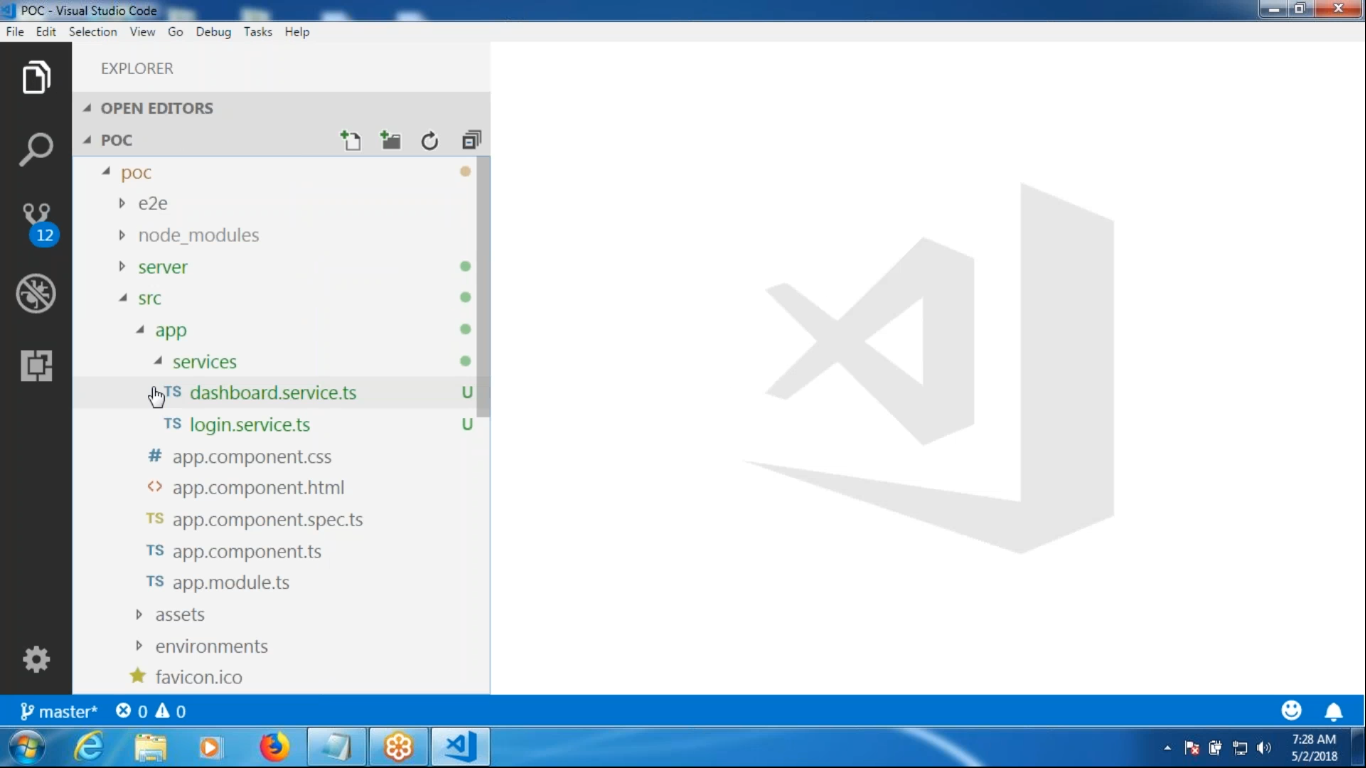 POC - Visual Studio Code
File Edit Selection View Go Debug Tasks Help
EXPLORER
OPEN EDITORS
POC
poc
e2e
node_modules
server
src
app
services
TS dashboard.service.ts U
TS login.service.ts U
# app.component.css
<> app.component.html
TS app.component.spec.ts
TS app.component.ts
TS app.module.ts
assets
environments
favicon.ico
12
master* 0 0
7:28 AM
5/2/2018